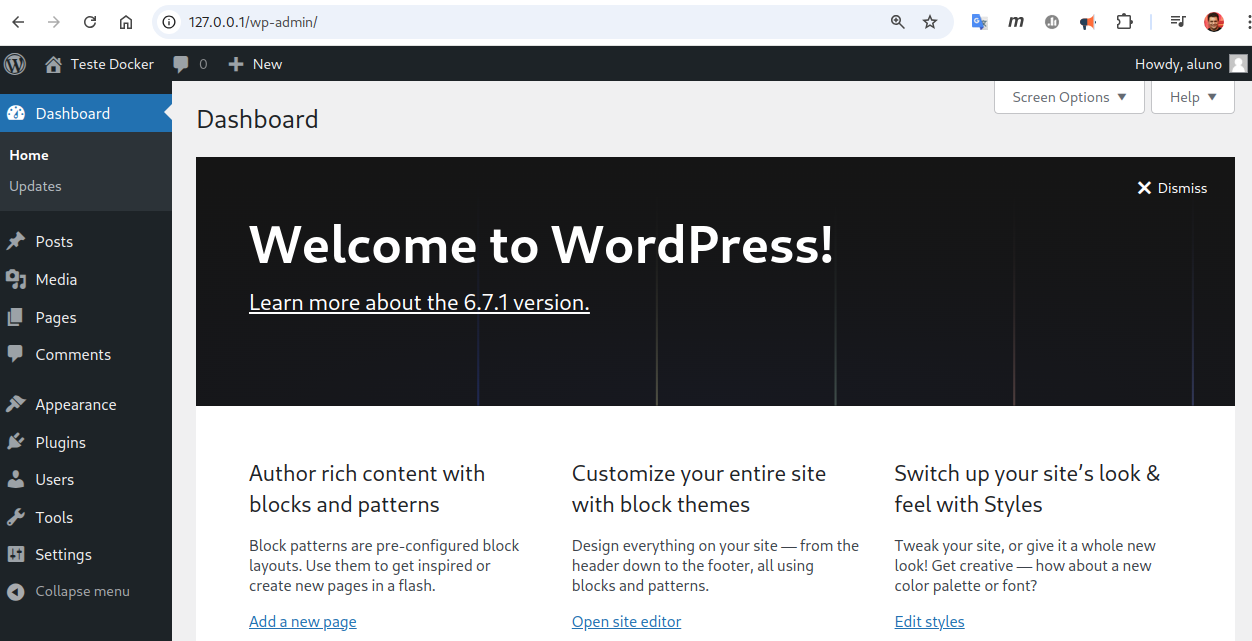 127.0.0.1/wp-admin/
Teste Docker
0
New
Howdy, aluno
Dashboard
Home
Updates
Posts
Media
Pages
Comments
Appearance
Plugins
Users
Tools
Settings
Collapse menu
Screen Options ▼
Help ▼
Dashboard
Dismiss
Welcome to WordPress!
Learn more about the 6.7.1 version.
Author rich content with
blocks and patterns
Block patterns are pre-configured block
layouts. Use them to get inspired or
create new pages in a flash.
Add a new page
Customize your entire site
with block themes
Design everything on your site — from the
header down to the footer, all using
blocks and patterns.
Open site editor
Switch up your site’s look &
feel with Styles
Tweak your site, or give it a whole new
look! Get creative — how about a new
color palette or font?
Edit styles